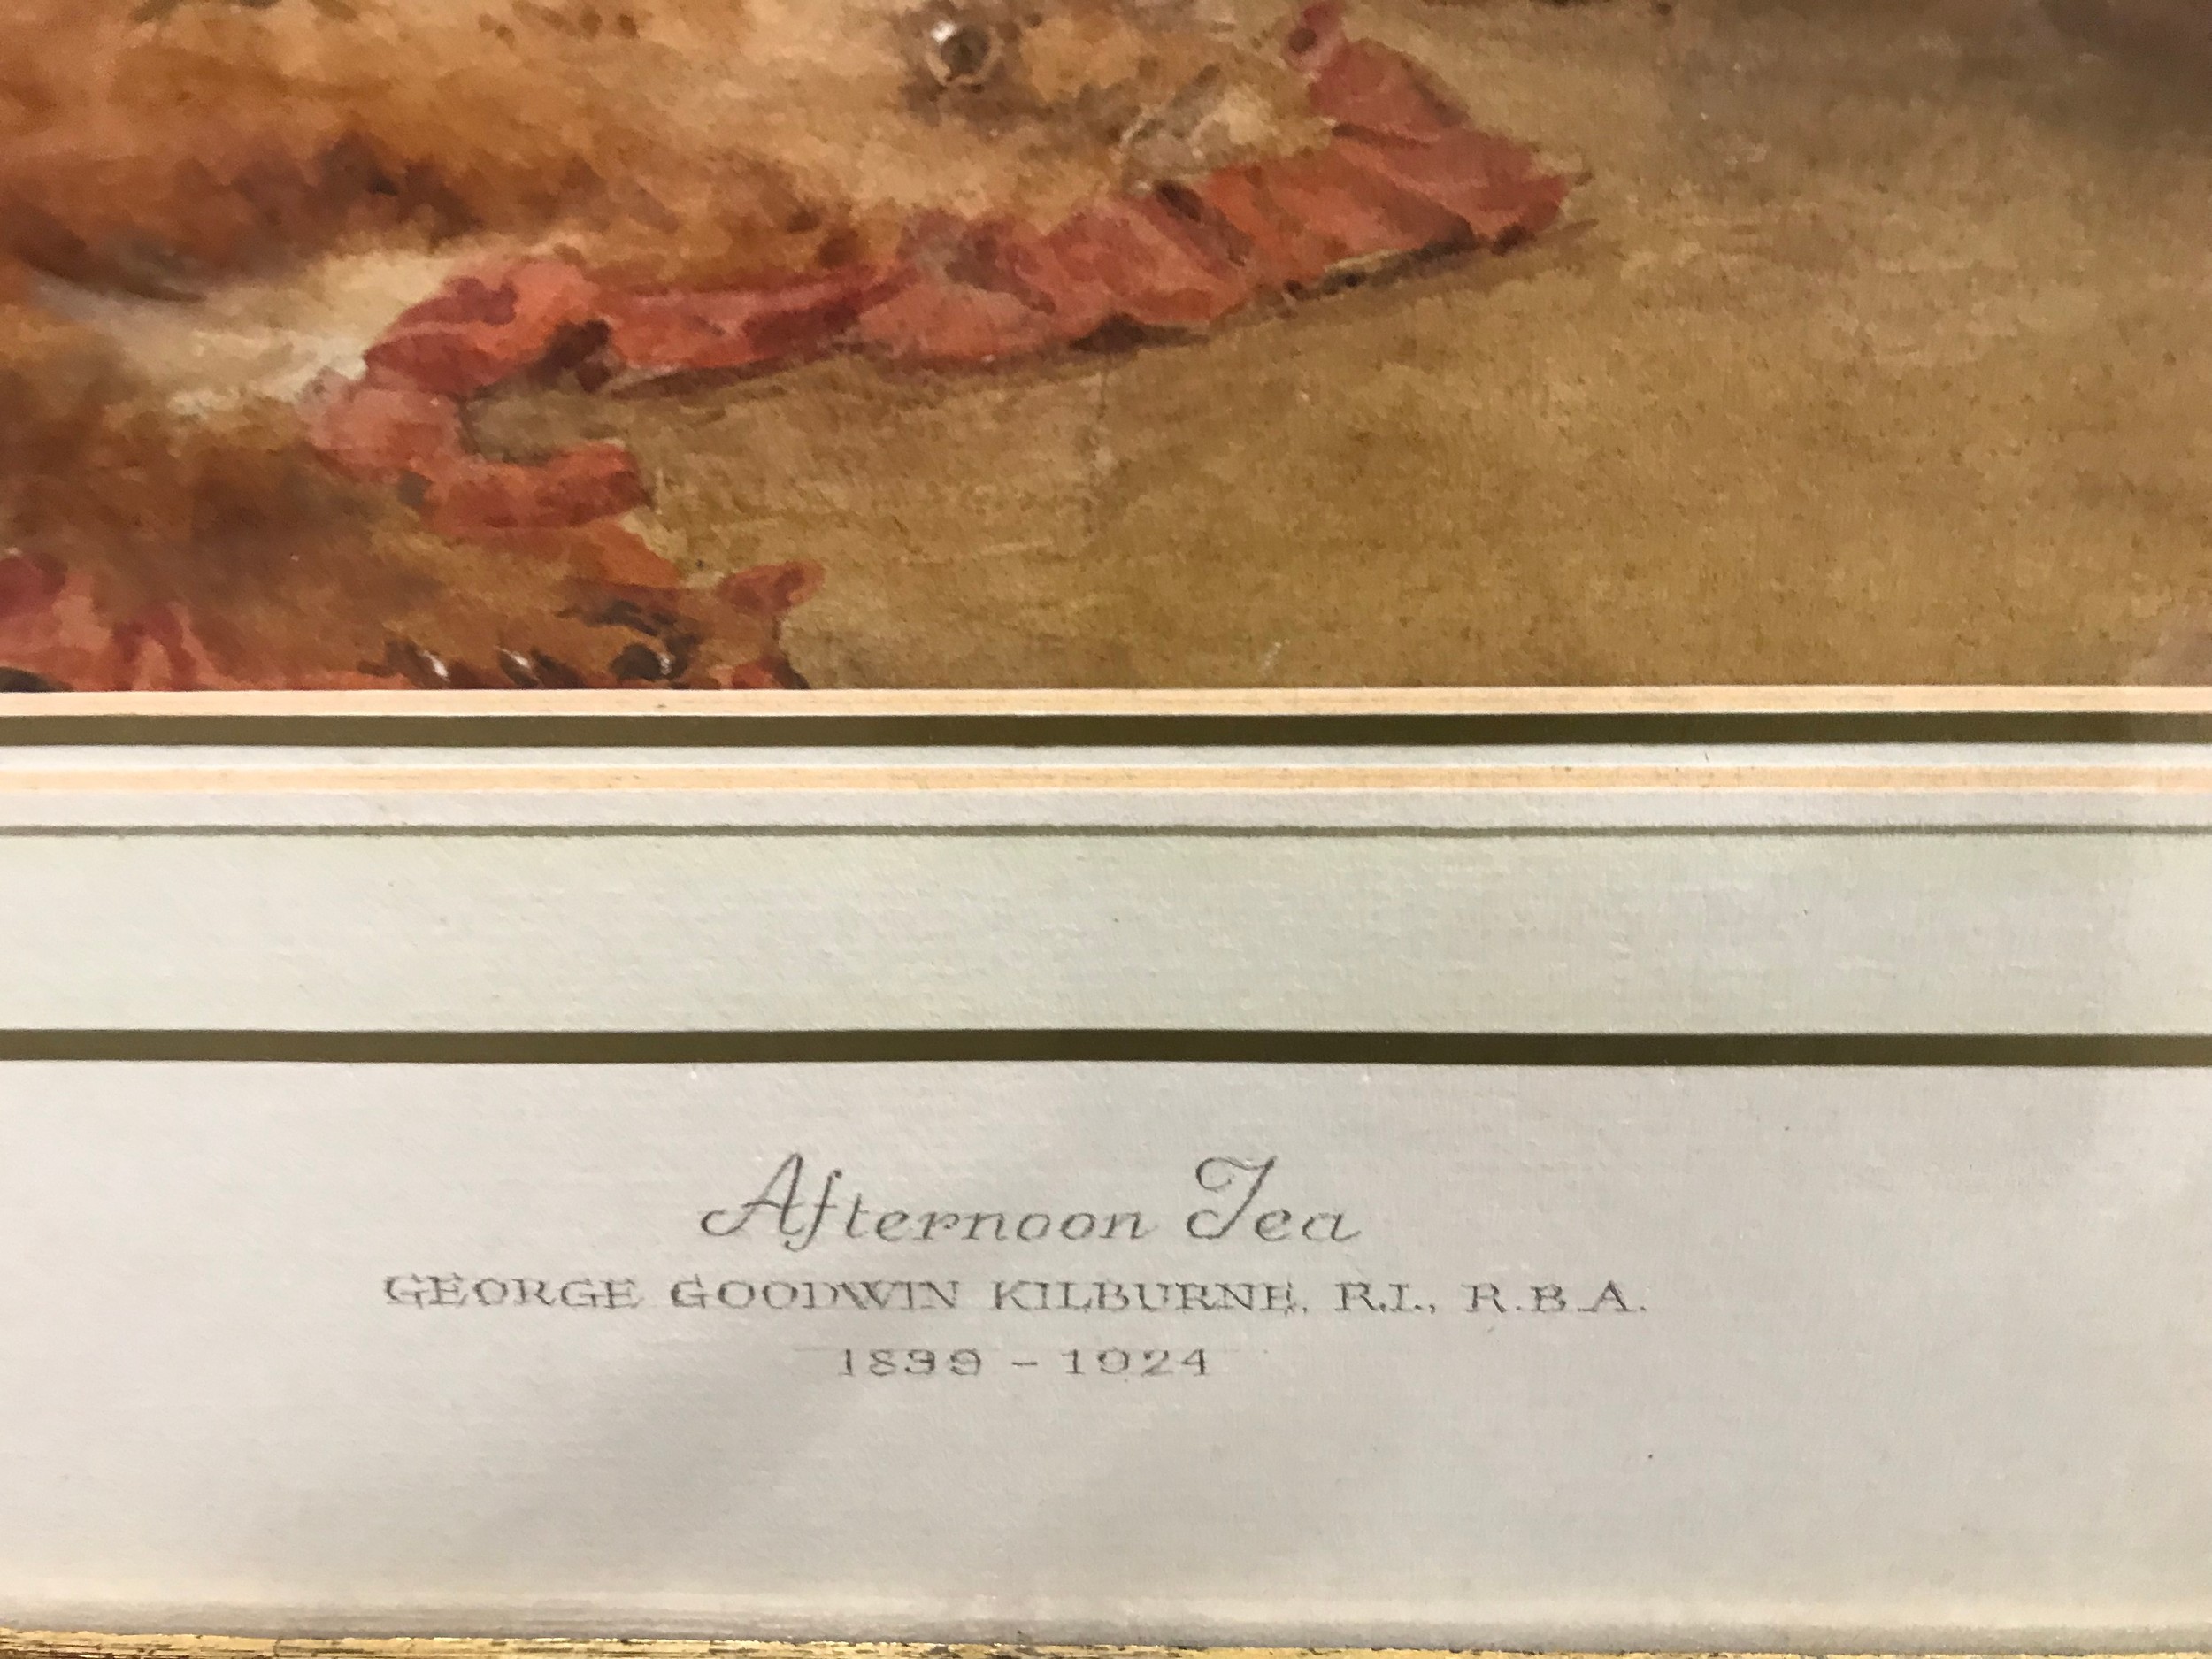 Afternoon Tea
GEORGE GOODWIN KILBURNE, R.I., R.B.A.
1839 - 1924